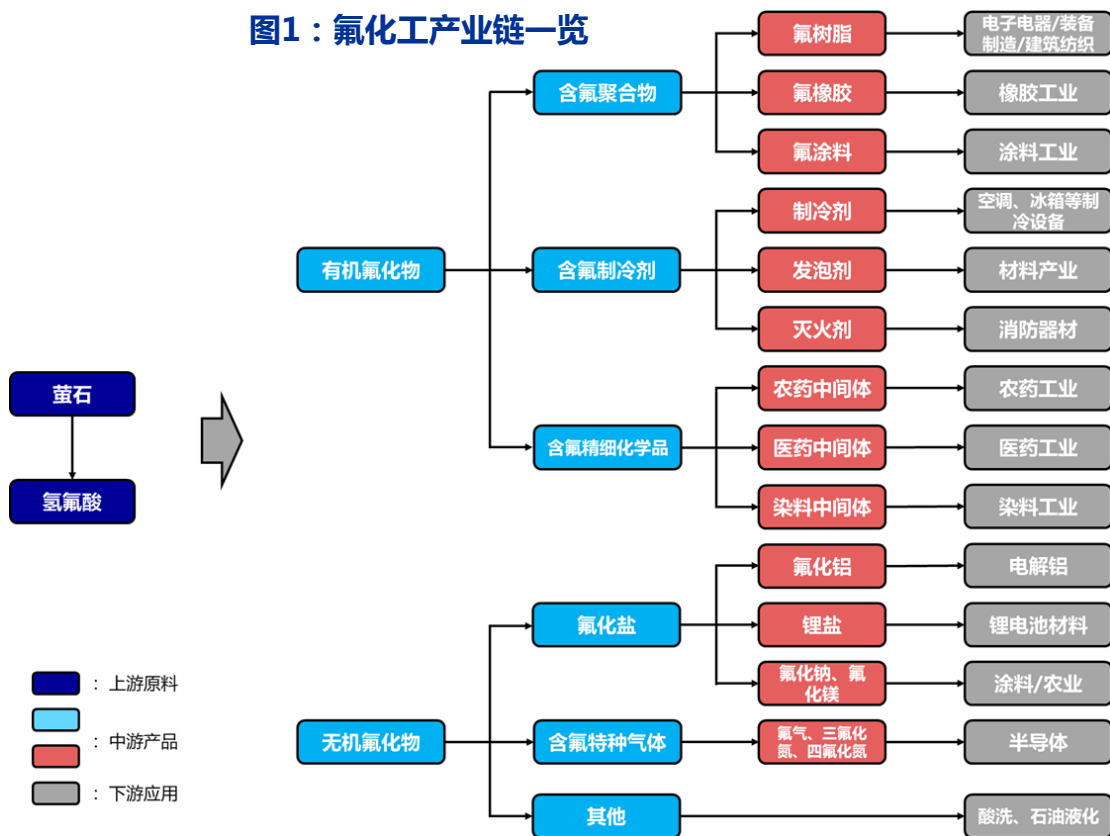 图1：氟化工产业链一览
氟树脂
电子电器/装备
制造/建筑纺织
含氟聚合物
氟橡胶
橡胶工业
氟涂料
涂料工业
制冷剂
空调、冰箱等制
冷设备
有机氟化物
含氟制冷剂
发泡剂
材料产业
灭火剂
消防器材
萤石
农药中间体
农药工业
含氟精细化学品
医药中间体
医药工业
氢氟酸
染料中间体
染料工业
氟化铝
电解铝
氟化盐
锂盐
锂电池材料
氟化钠、氟
化镁
涂料/农业
无机氟化物
含氟特种气体
氟气、三氟化
氮、四氟化氮
半导体
其他
酸洗、石油液化
：上游原料
：中游产品
：下游应用